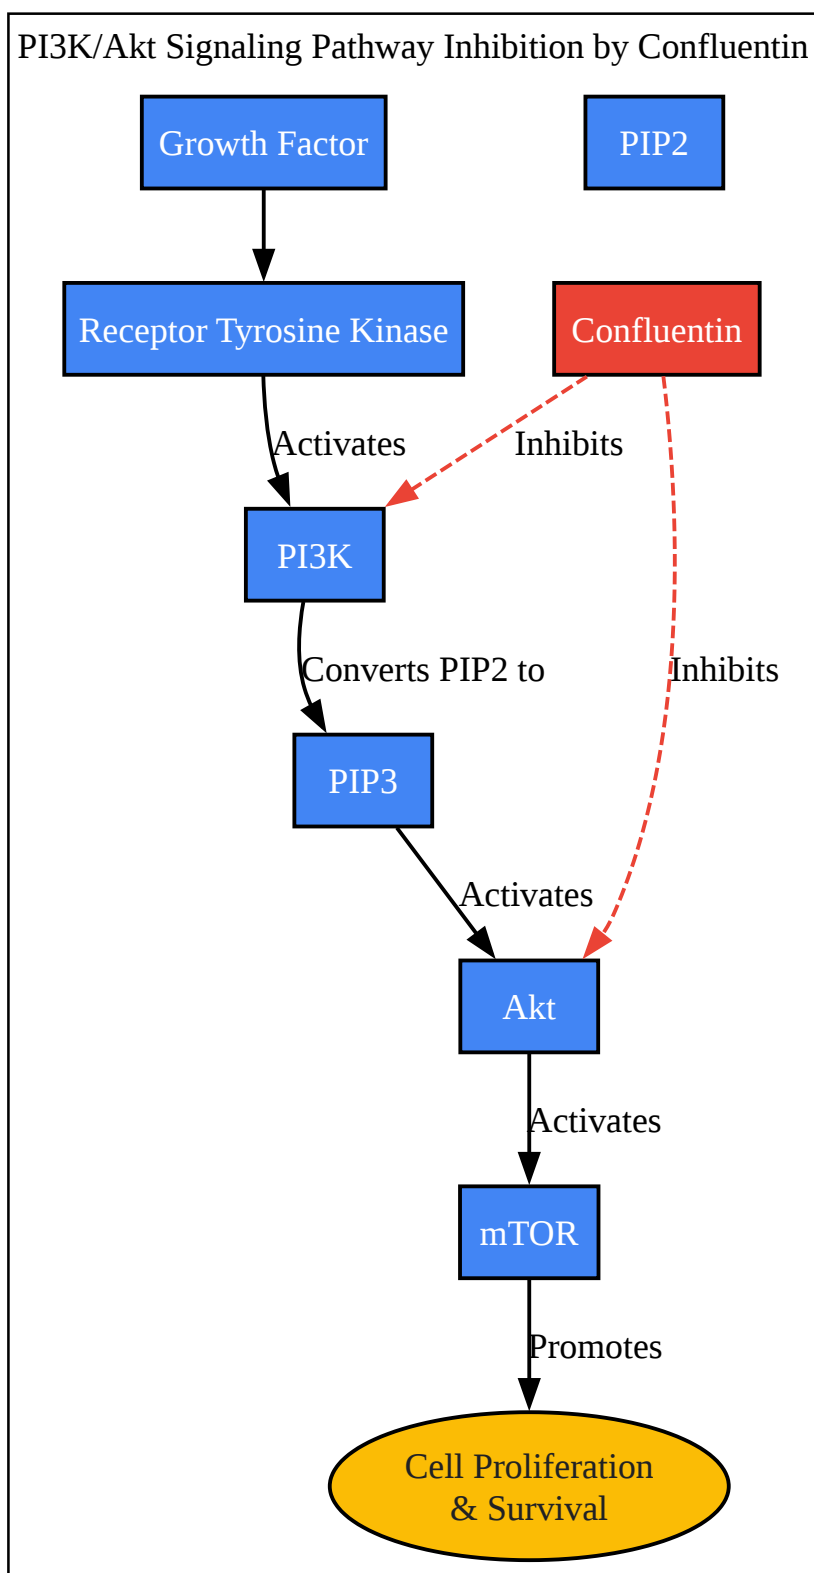 PI3K/Akt Signaling Pathway Inhibition by Confluentin
Growth Factor
PIP2
Receptor Tyrosine Kinase
Confluentin
Activates
Inhibits
PI3K
Converts PIP2 to
Inhibits
PIP3
Activates
Akt
Activates
mTOR
Promotes
Cell Proliferation
& Survival